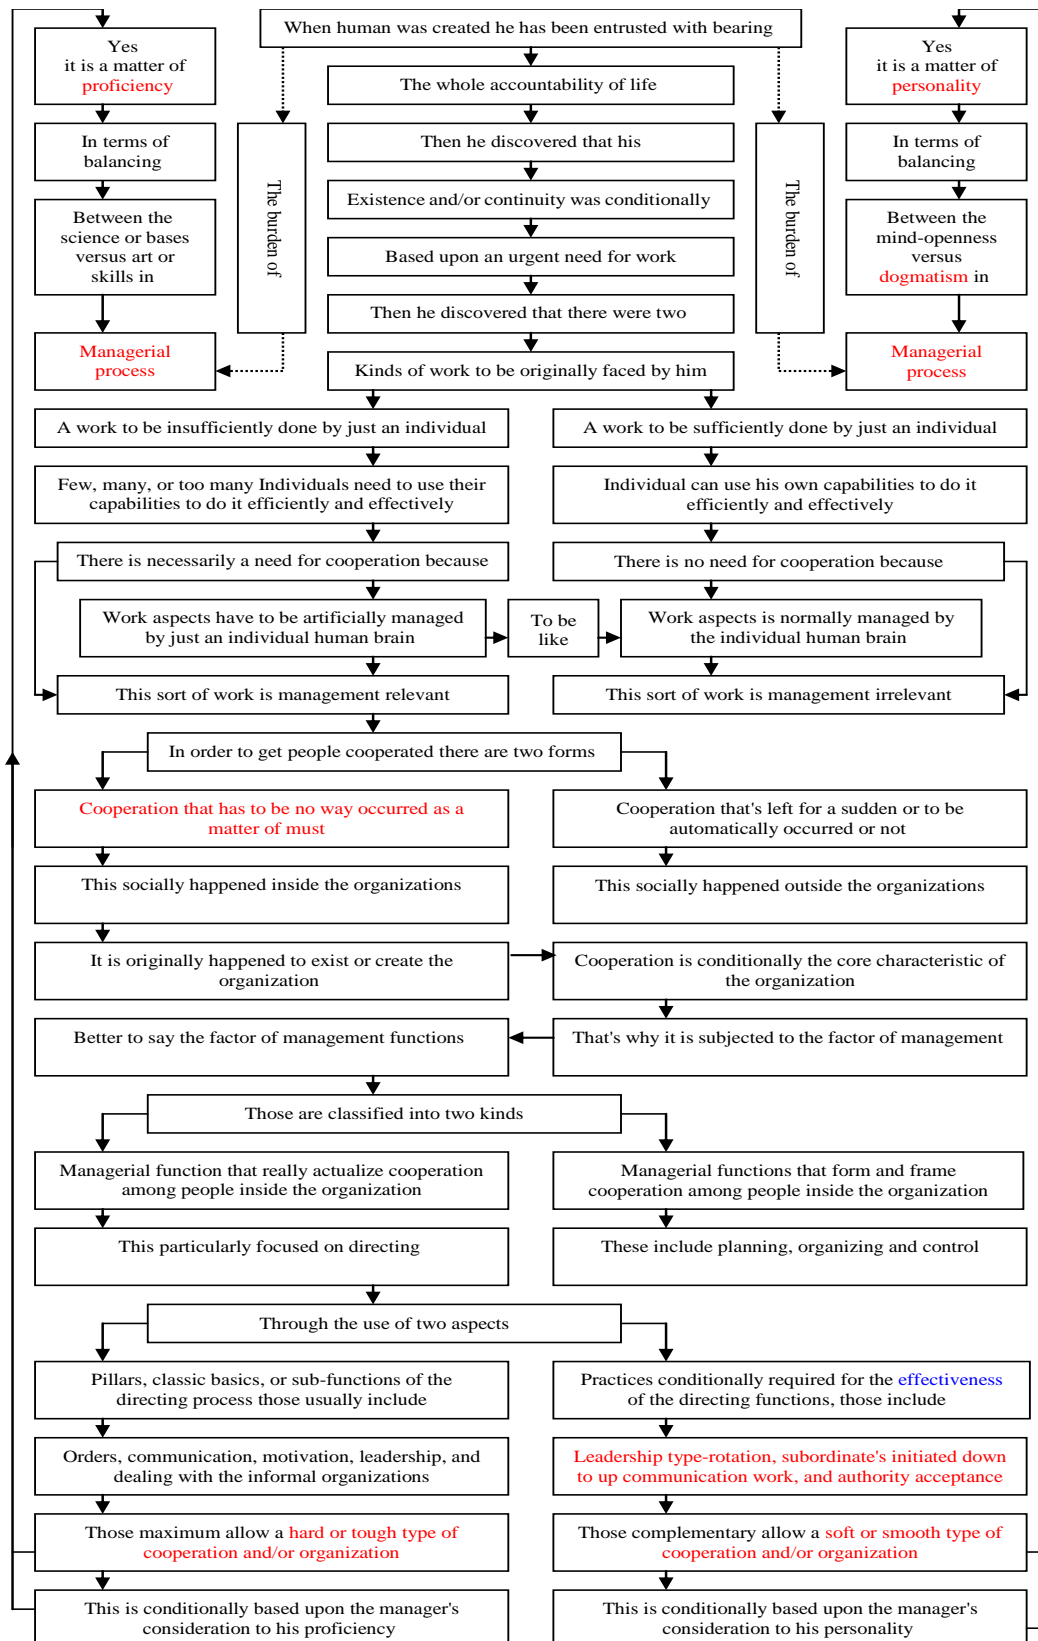 When human was created he has been entrusted with bearing
Yes
it is a matter of
proficiency
Yes
it is a matter of
personality
The whole accountability of life
In terms of
balancing
The burden of
Then he discovered that his
The burden of
In terms of
balancing
Existence and/or continuity was conditionally
Between the
science or bases
versus art or
skills in
Between the
mind-openness
versus
dogmatism in
Based upon an urgent need for work
Then he discovered that there were two
Managerial
process
Managerial
process
Kinds of work to be originally faced by him
A work to be insufficiently done by just an individual
A work to be sufficiently done by just an individual
Few, many, or too many Individuals need to use their
capabilities to do it efficiently and effectively
Individual can use his own capabilities to do it
efficiently and effectively
There is necessarily a need for cooperation because
There is no need for cooperation because
Work aspects have to be artificially managed
by just an individual human brain
To be
like
Work aspects is normally managed by
the individual human brain
This sort of work is management relevant
This sort of work is management irrelevant
In order to get people cooperated there are two forms
Cooperation that has to be no way occurred as a
matter of must
Cooperation that's left for a sudden or to be
automatically occurred or not
This socially happened inside the organizations
This socially happened outside the organizations
It is originally happened to exist or create the
organization
Cooperation is conditionally the core characteristic of
the organization
Better to say the factor of management functions
That's why it is subjected to the factor of management
Those are classified into two kinds
Managerial function that really actualize cooperation
among people inside the organization
Managerial functions that form and frame
cooperation among people inside the organization
This particularly focused on directing
These include planning, organizing and control
Through the use of two aspects
Pillars, classic basics, or sub-functions of the
directing process those usually include
Practices conditionally required for the effectiveness
of the directing functions, those include
Orders, communication, motivation, leadership, and
dealing with the informal organizations
Leadership type-rotation, subordinate's initiated down
to up communication work, and authority acceptance
Those maximum allow a hard or tough type of
cooperation and/or organization
Those complementary allow a soft or smooth type of
cooperation and/or organization
This is conditionally based upon the manager's
consideration to his proficiency
This is conditionally based upon the manager's
consideration to his personality